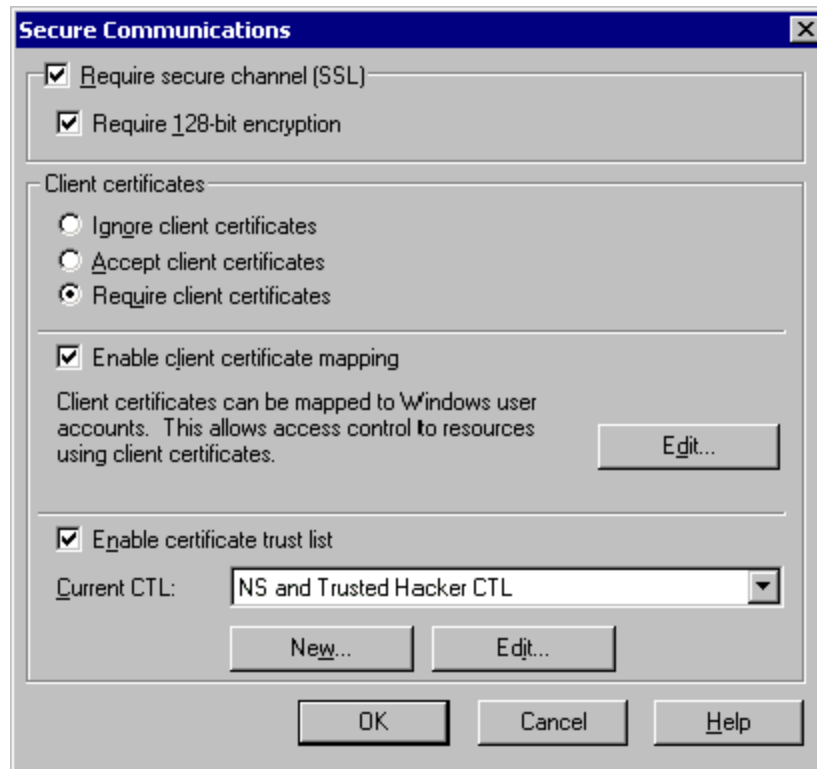 Secure Communications
Require secure channel (SSL)
Require 128-bit encryption
Client certificates
Ignore client certificates
Accept client certificates
Require client certificates
Enable client certificate mapping
Client certificates can be mapped to Windows user
accounts.  This allows access control to resources
using client certificates.
Edit...
Enable certificate trust list
Current CTL:
NS and Trusted Hacker CTL
New...
Edit...
OK
Cancel
Help